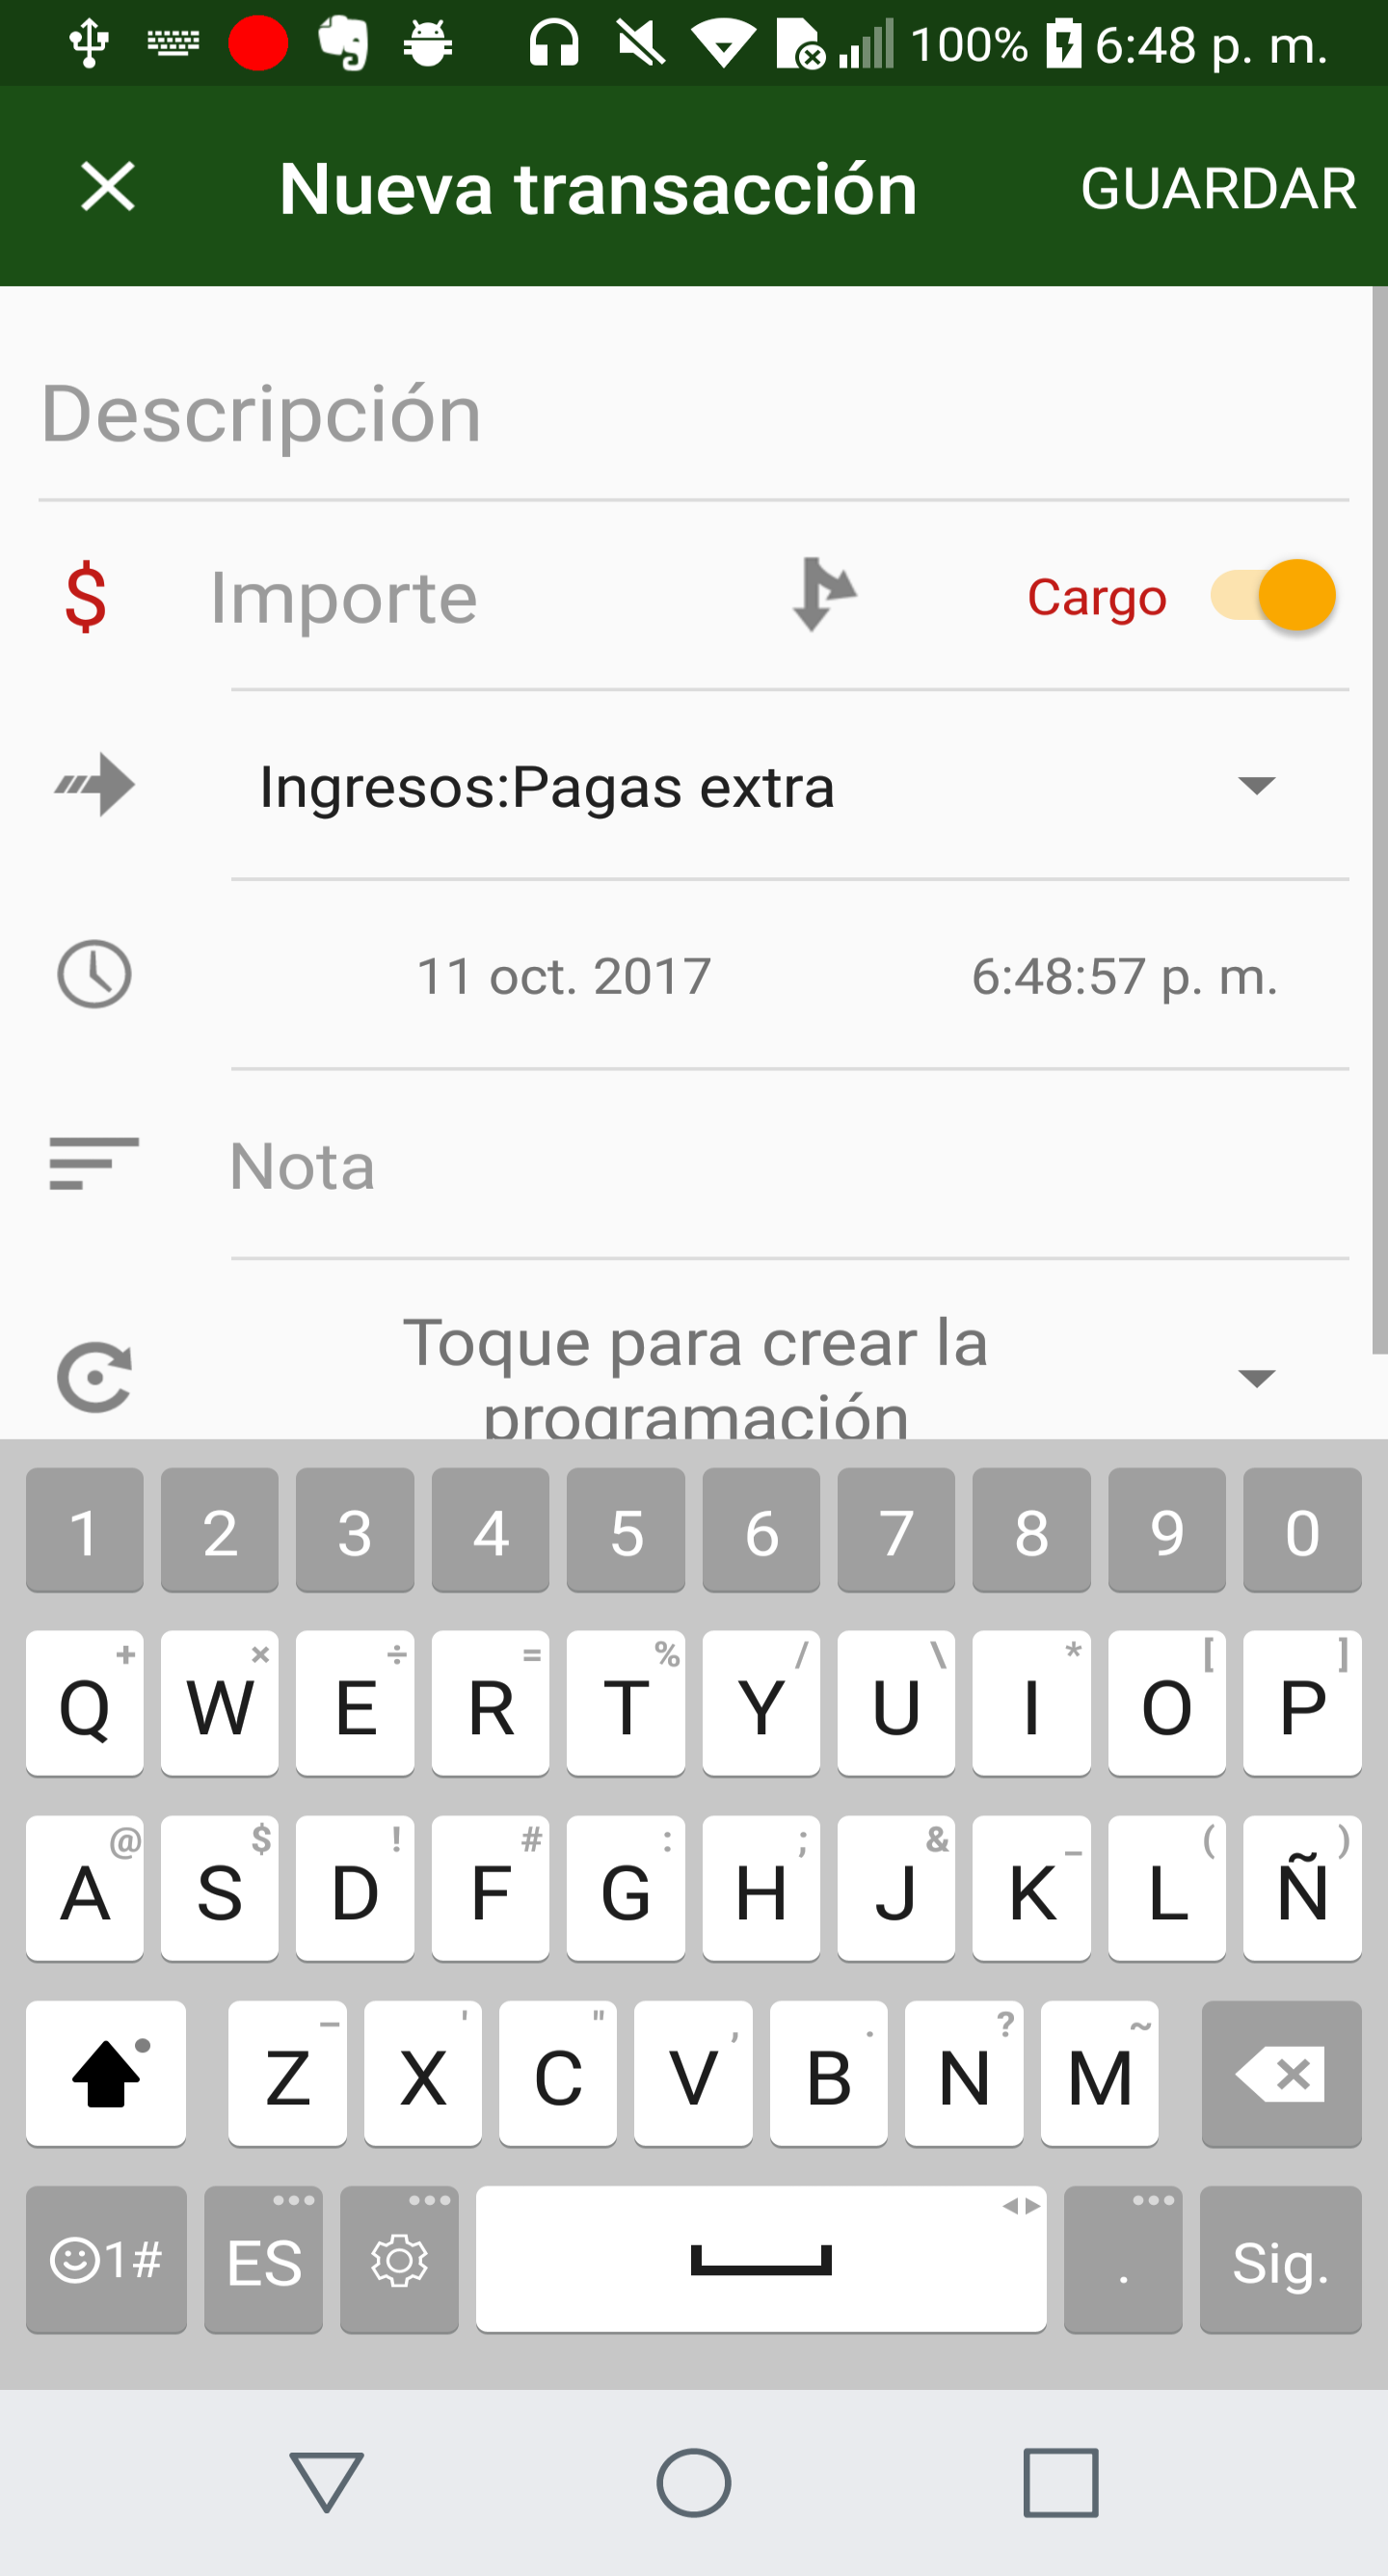 100% 6:48 p. m.
Nueva transacción GUARDAR
Descripción
$ Importe Cargo
Ingresos:Pagas extra
11 oct. 2017 6:48:57 p. m.
Nota
Toque para crear la
programación
1 2 3 4 5 6 7 8 9 0
+ × ÷ = % / \ * [ ]
Q W E R T Y U I O P
@ $ ! # : ; & _ ( )
A S D F G H J K L Ñ
– ' " , . ? ~
Z X C V B N M
1# ES . Sig.